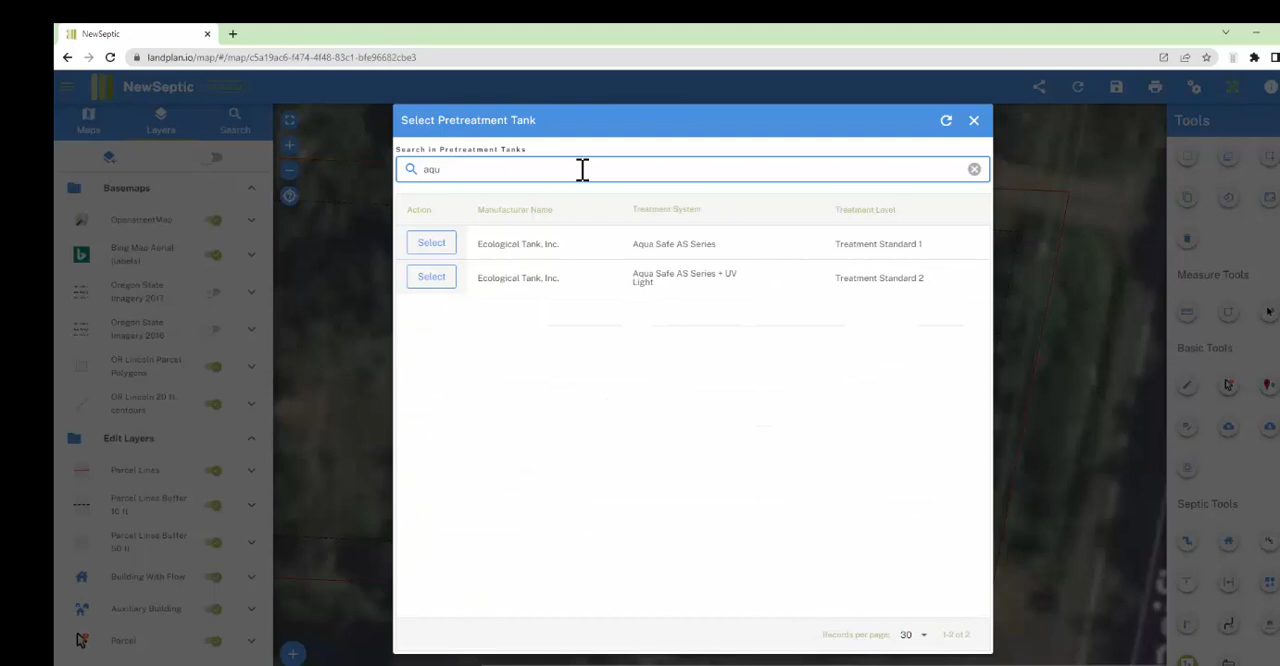 NewSeptic
landplan.io/map/#/map/c5a19ac6-f474-4f48-83c1-bfe96682cbe3
NewSeptic
Maps
Layers
Search
Tools
Basemaps
OpenstreetMap
Bing Map Aerial
(labels)
Oregon State
Imagery 2017
Oregon State
Imagery 2016
OR Lincoln Parcel
Polygons
OR Lincoln 20 ft.
contours
Edit Layers
Parcel Lines
Parcel Lines Buffer
10 ft
Parcel Lines Buffer
50 ft
Building With Flow
Auxiliary Building
Parcel
Select Pretreatment Tank
Search in Pretreatment Tanks
aqu
Action Manufacturer Name Treatment System Treatment Level
Select Ecological Tank, Inc. Aqua Safe AS Series Treatment Standard 1
Select Ecological Tank, Inc. Aqua Safe AS Series + UV
Light Treatment Standard 2
Records per page: 30 1-2 of 2
Measure Tools
Basic Tools
Septic Tools